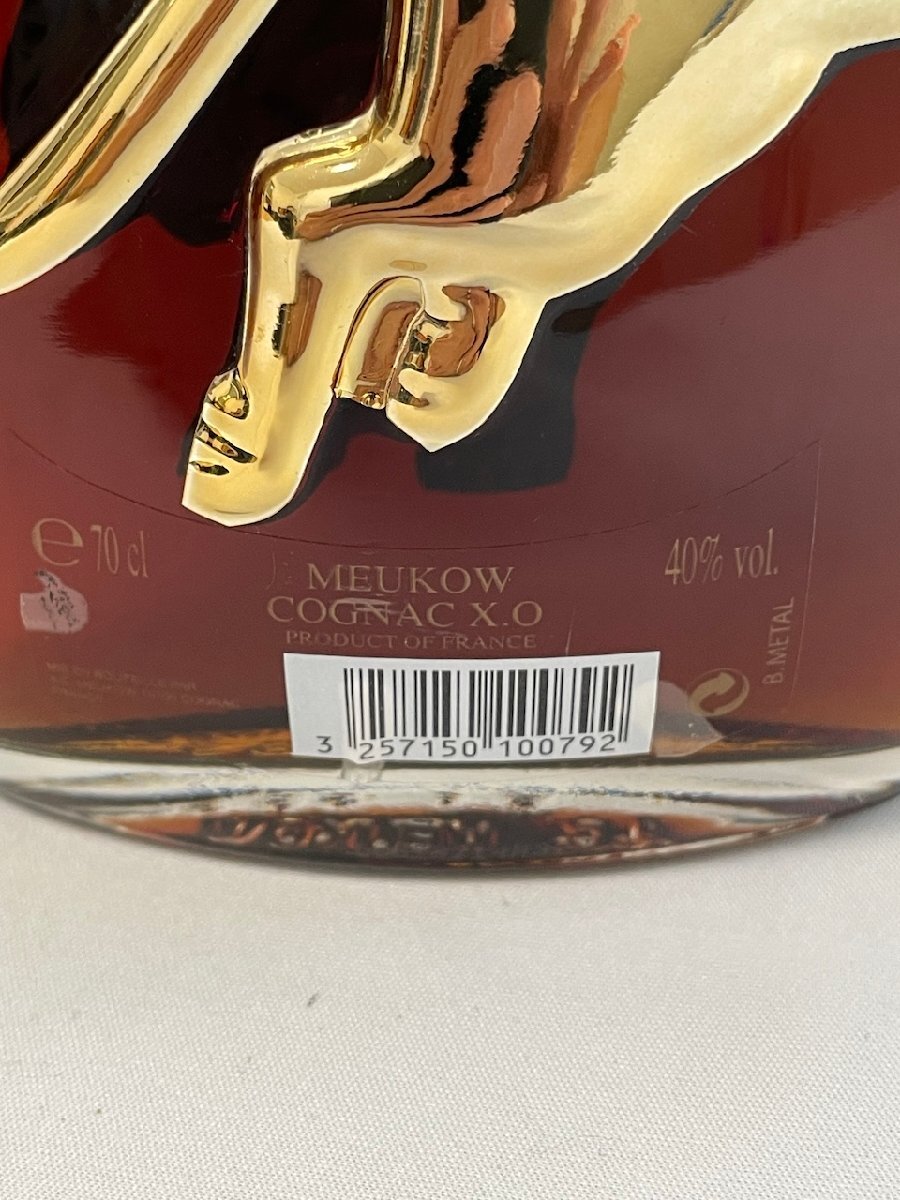 ℮ 70 cl
MEUKOW
COGNAC X.O
PRODUCT OF FRANCE
40% vol.
B.METAL
3 257150 100792